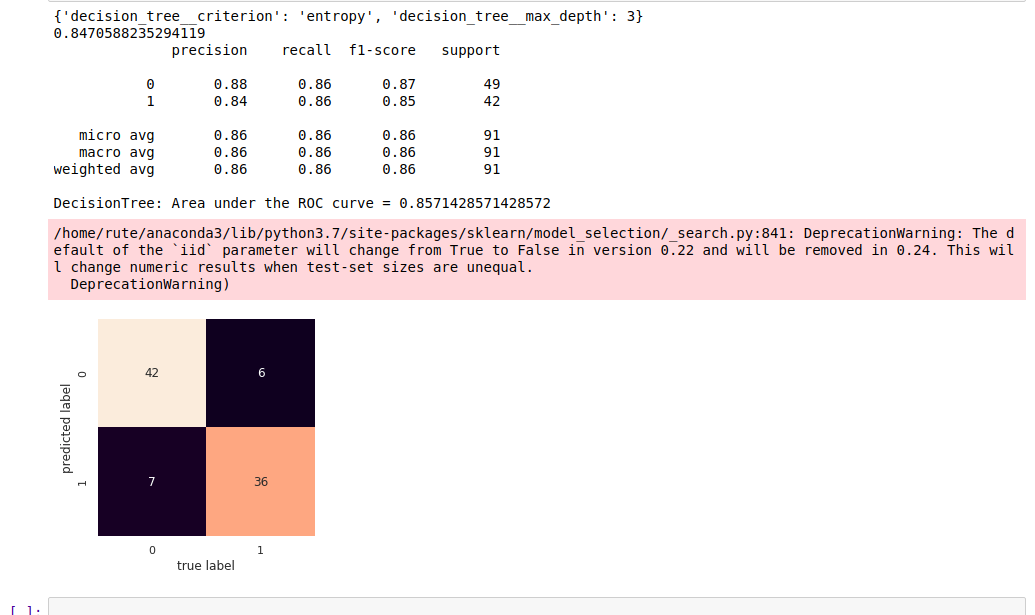 {'decision_tree__criterion': 'entropy', 'decision_tree__max_depth': 3}
0.8470588235294119
precision recall f1-score support
0 0.88 0.86 0.87 49
1 0.84 0.86 0.85 42
micro avg 0.86 0.86 0.86 91
macro avg 0.86 0.86 0.86 91
weighted avg 0.86 0.86 0.86 91
DecisionTree: Area under the ROC curve = 0.8571428571428572
/home/rute/anaconda3/lib/python3.7/site-packages/sklearn/model_selection/_search.py:841: DeprecationWarning: The d
efault of the `iid` parameter will change from True to False in version 0.22 and will be removed in 0.24. This wil
l change numeric results when test-set sizes are unequal.
DeprecationWarning)
predicted label
0
42 6
1
7 36
0 1
true label
[ ]: